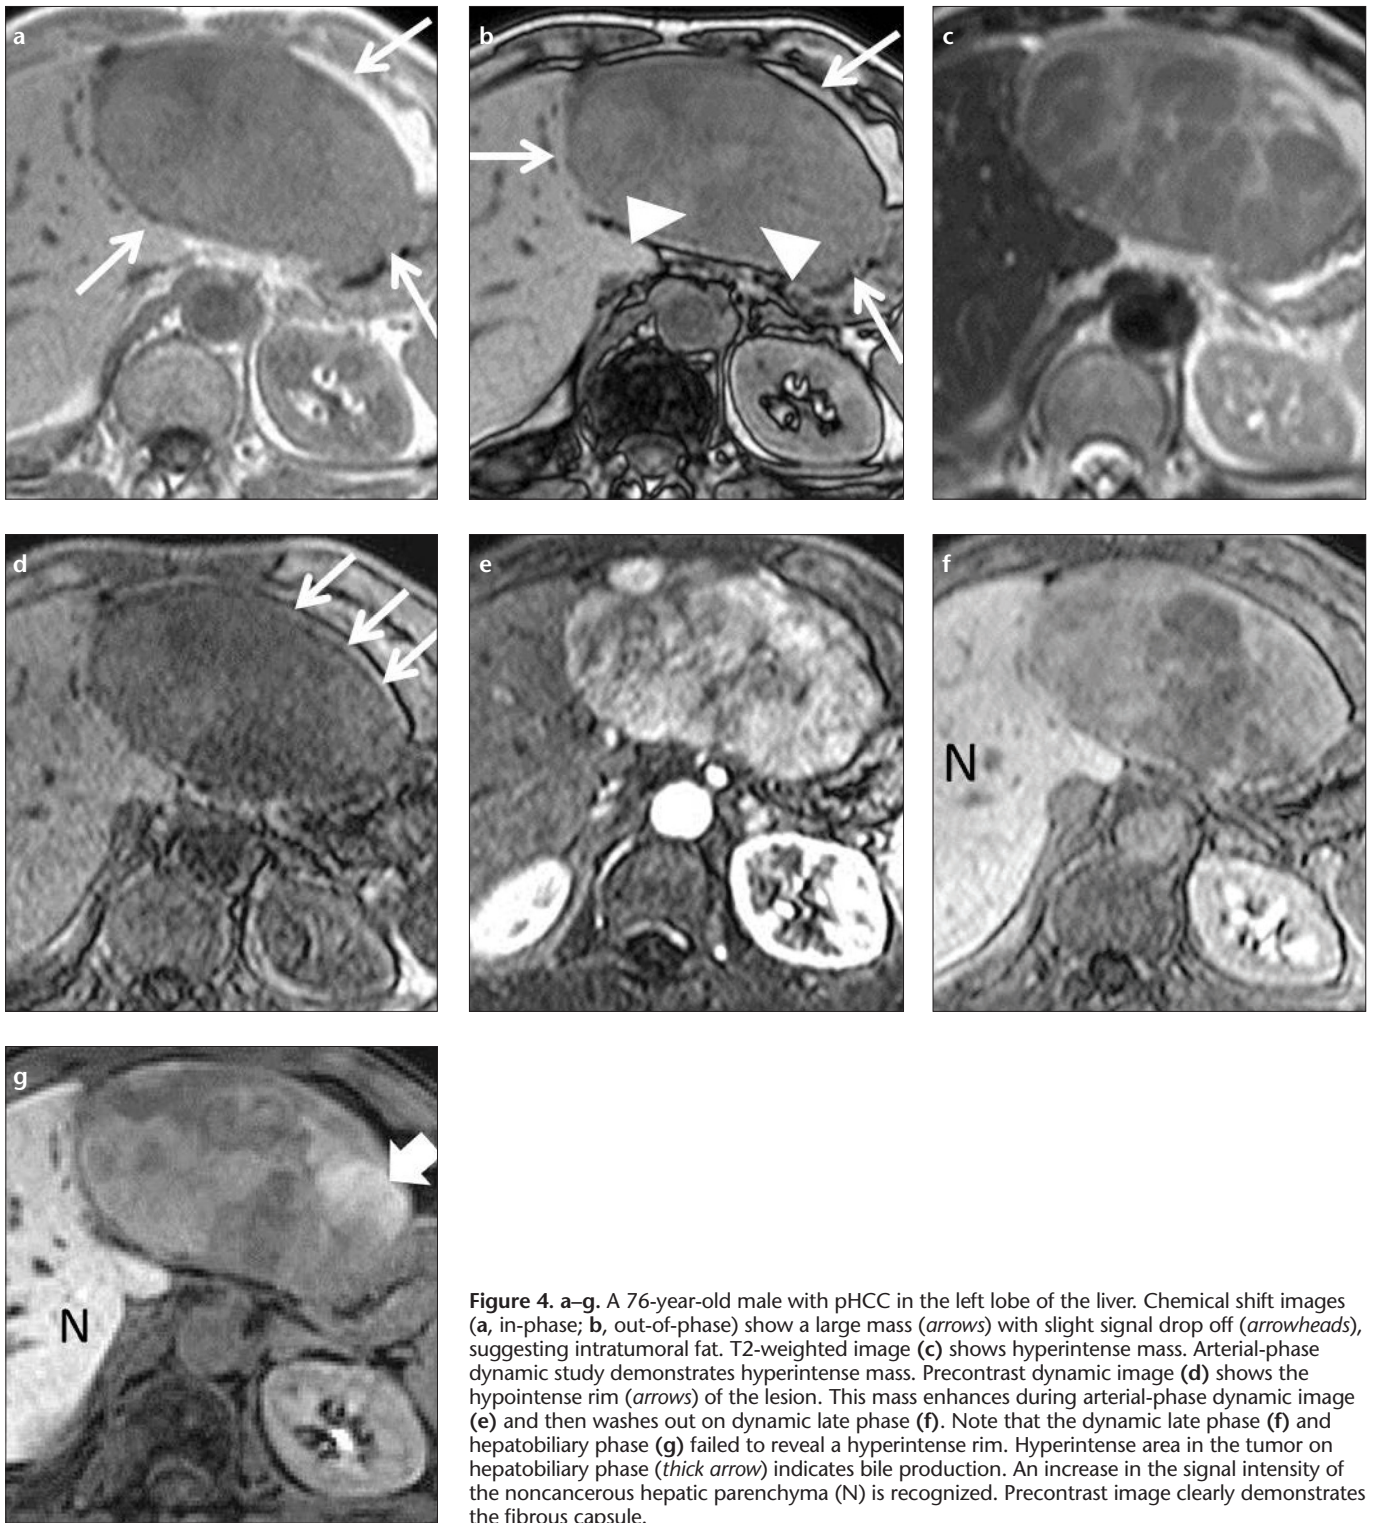 a
b
c
d
e
f
N
g
N
Figure 4. a–g. A 76-year-old male with pHCC in the left lobe of the liver. Chemical shift images
(a, in-phase; b, out-of-phase) show a large mass (arrows) with slight signal drop off (arrowheads),
suggesting intratumoral fat. T2-weighted image (c) shows hyperintense mass. Arterial-phase
dynamic study demonstrates hyperintense mass. Precontrast dynamic image (d) shows the
hypointense rim (arrows) of the lesion. This mass enhances during arterial-phase dynamic image
(e) and then washes out on dynamic late phase (f). Note that the dynamic late phase (f) and
hepatobiliary phase (g) failed to reveal a hyperintense rim. Hyperintense area in the tumor on
hepatobiliary phase (thick arrow) indicates bile production. An increase in the signal intensity of
the noncancerous hepatic parenchyma (N) is recognized. Precontrast image clearly demonstrates
the fibrous capsule.